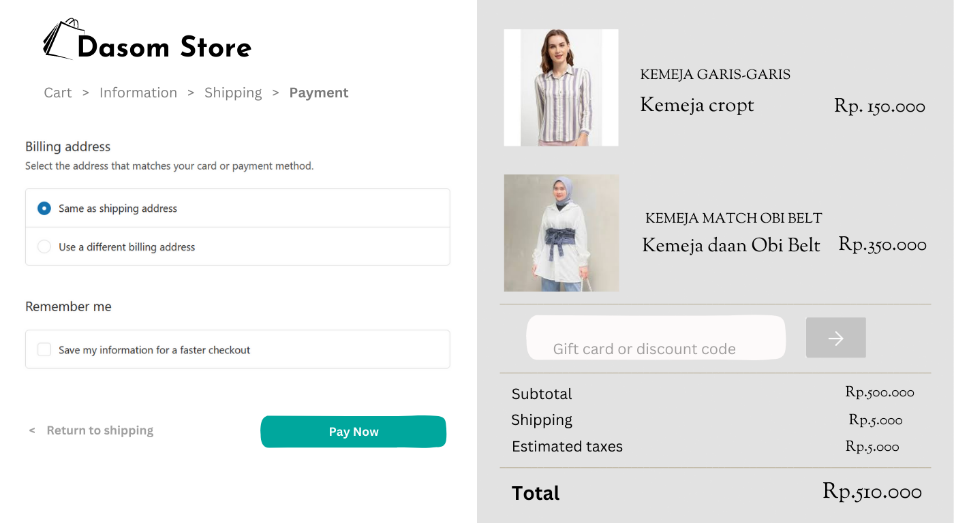 Dasom Store
Cart > Information > Shipping > Payment
Billing address
Select the address that matches your card or payment method.
Same as shipping address
Use a different billing address
Remember me
Save my information for a faster checkout
< Return to shipping
Pay Now
KEMEJA GARIS-GARIS
Kemeja cropt Rp. 150.000
KEMEJA MATCH OBI BELT
Kemeja daan Obi Belt Rp.350.000
Gift card or discount code →
Subtotal Rp.500.000
Shipping Rp.5.000
Estimated taxes Rp.5.000
Total Rp.510.000